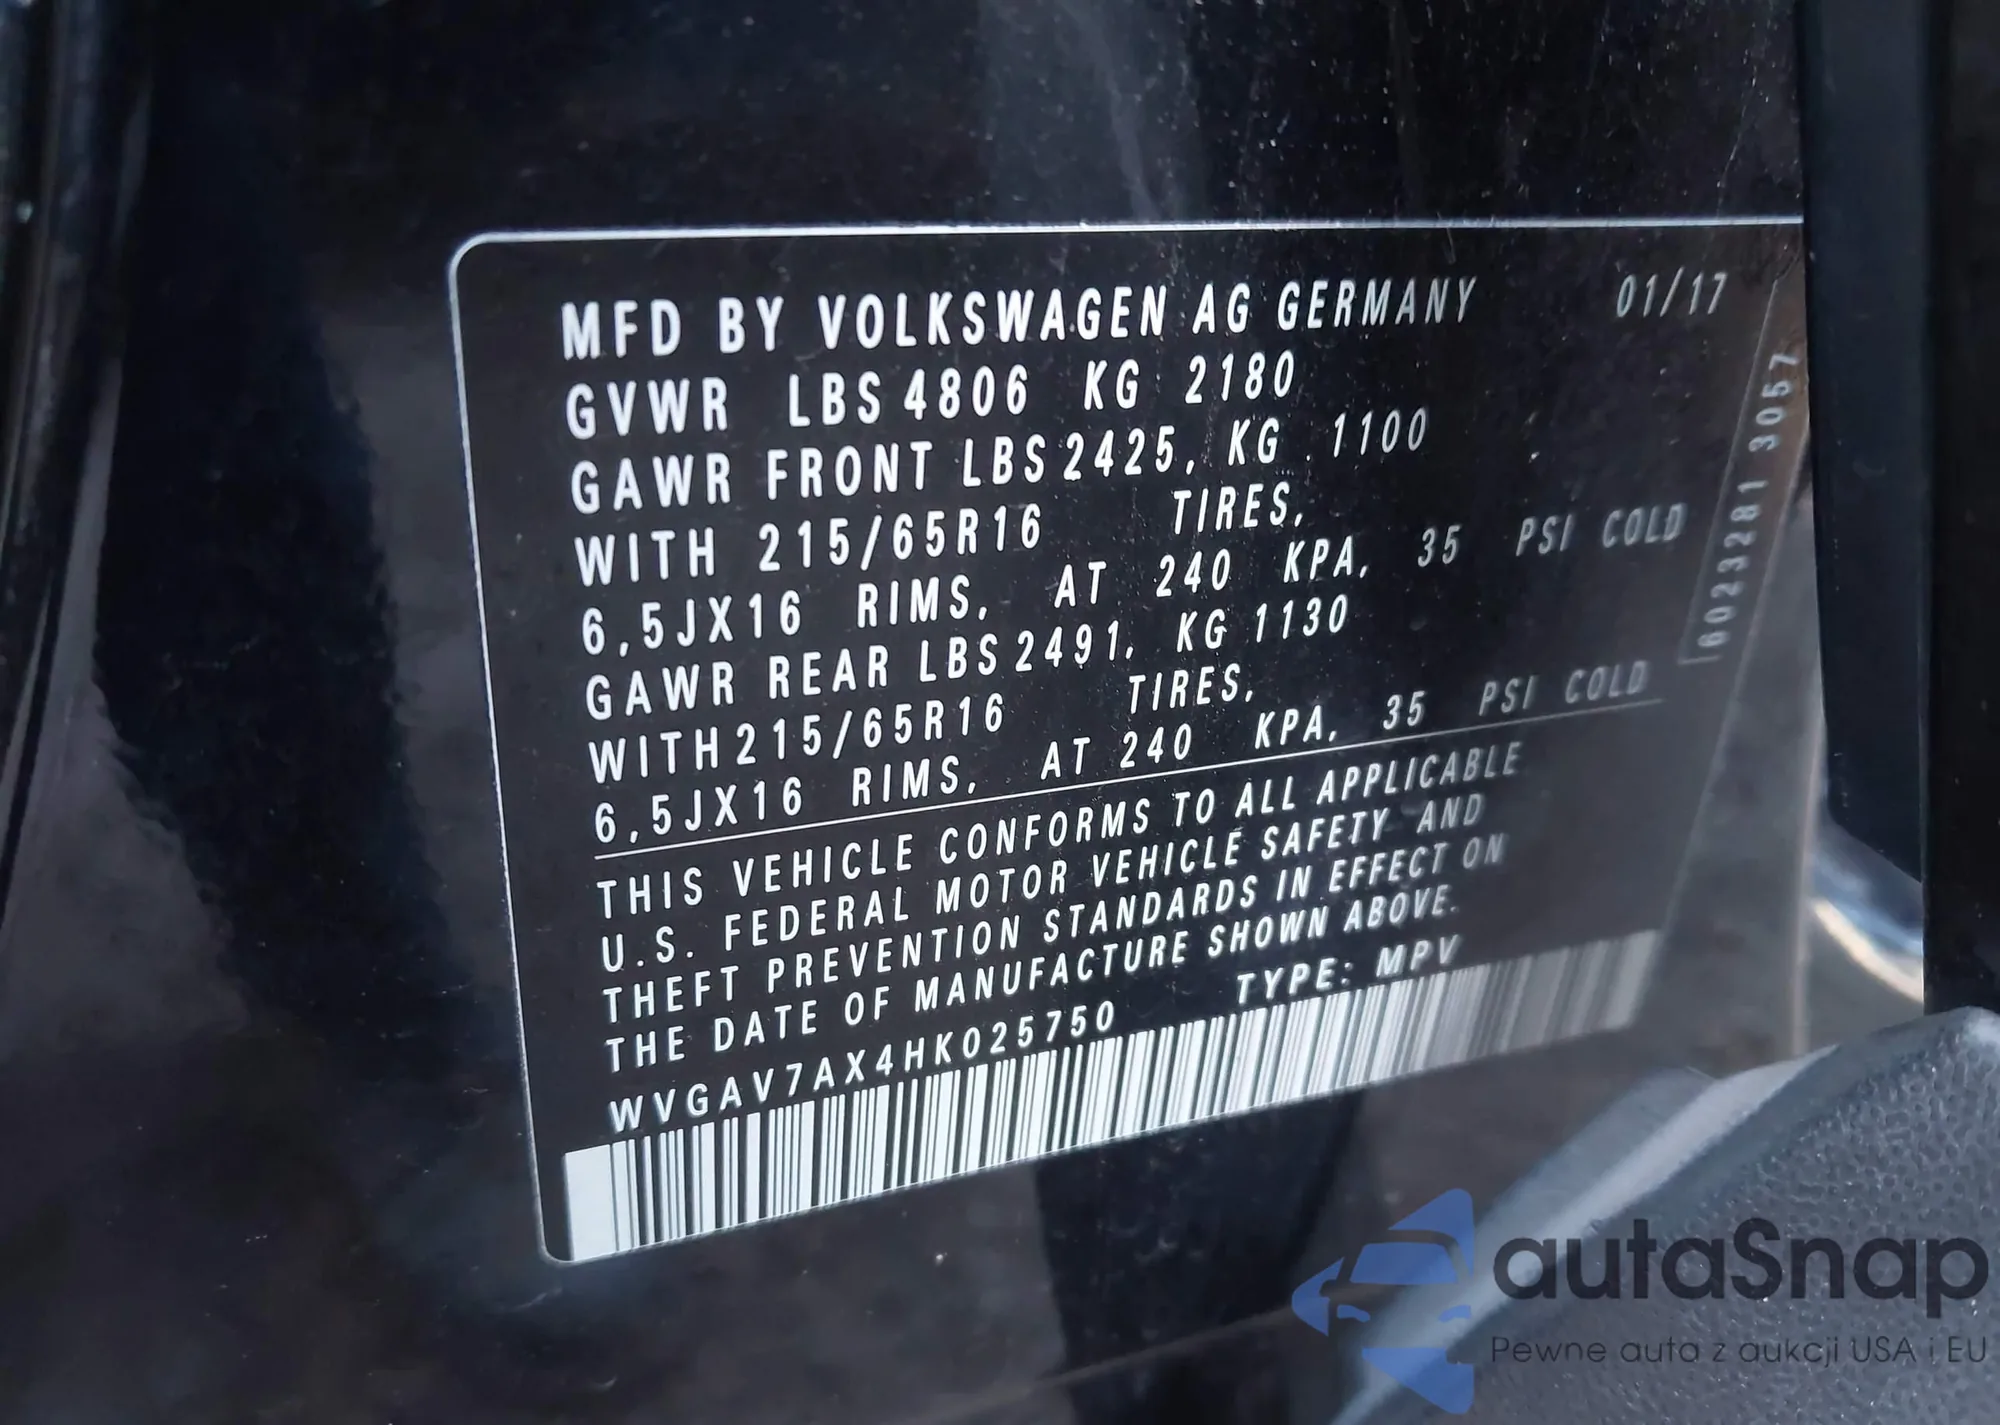 MFD BY VOLKSWAGEN AG GERMANY 01/17
GVWR LBS 4806 KG 2180
GAWR FRONT LBS 2425, KG 1100
WITH 215/65R16 TIRES,
6,5JX16 RIMS, AT 240 KPA, 35 PSI COLD
GAWR REAR LBS 2491, KG 1130
WITH 215/65R16 TIRES,
6,5JX16 RIMS, AT 240 KPA, 35 PSI COLD
THIS VEHICLE CONFORMS TO ALL APPLICABLE
U.S. FEDERAL MOTOR VEHICLE SAFETY AND
THEFT PREVENTION STANDARDS IN EFFECT ON
THE DATE OF MANUFACTURE SHOWN ABOVE.
WVGAV7AX4HK025750 TYPE: MPV
6023281 3057
autaSnap
Pewne auta z aukcji USA i EU